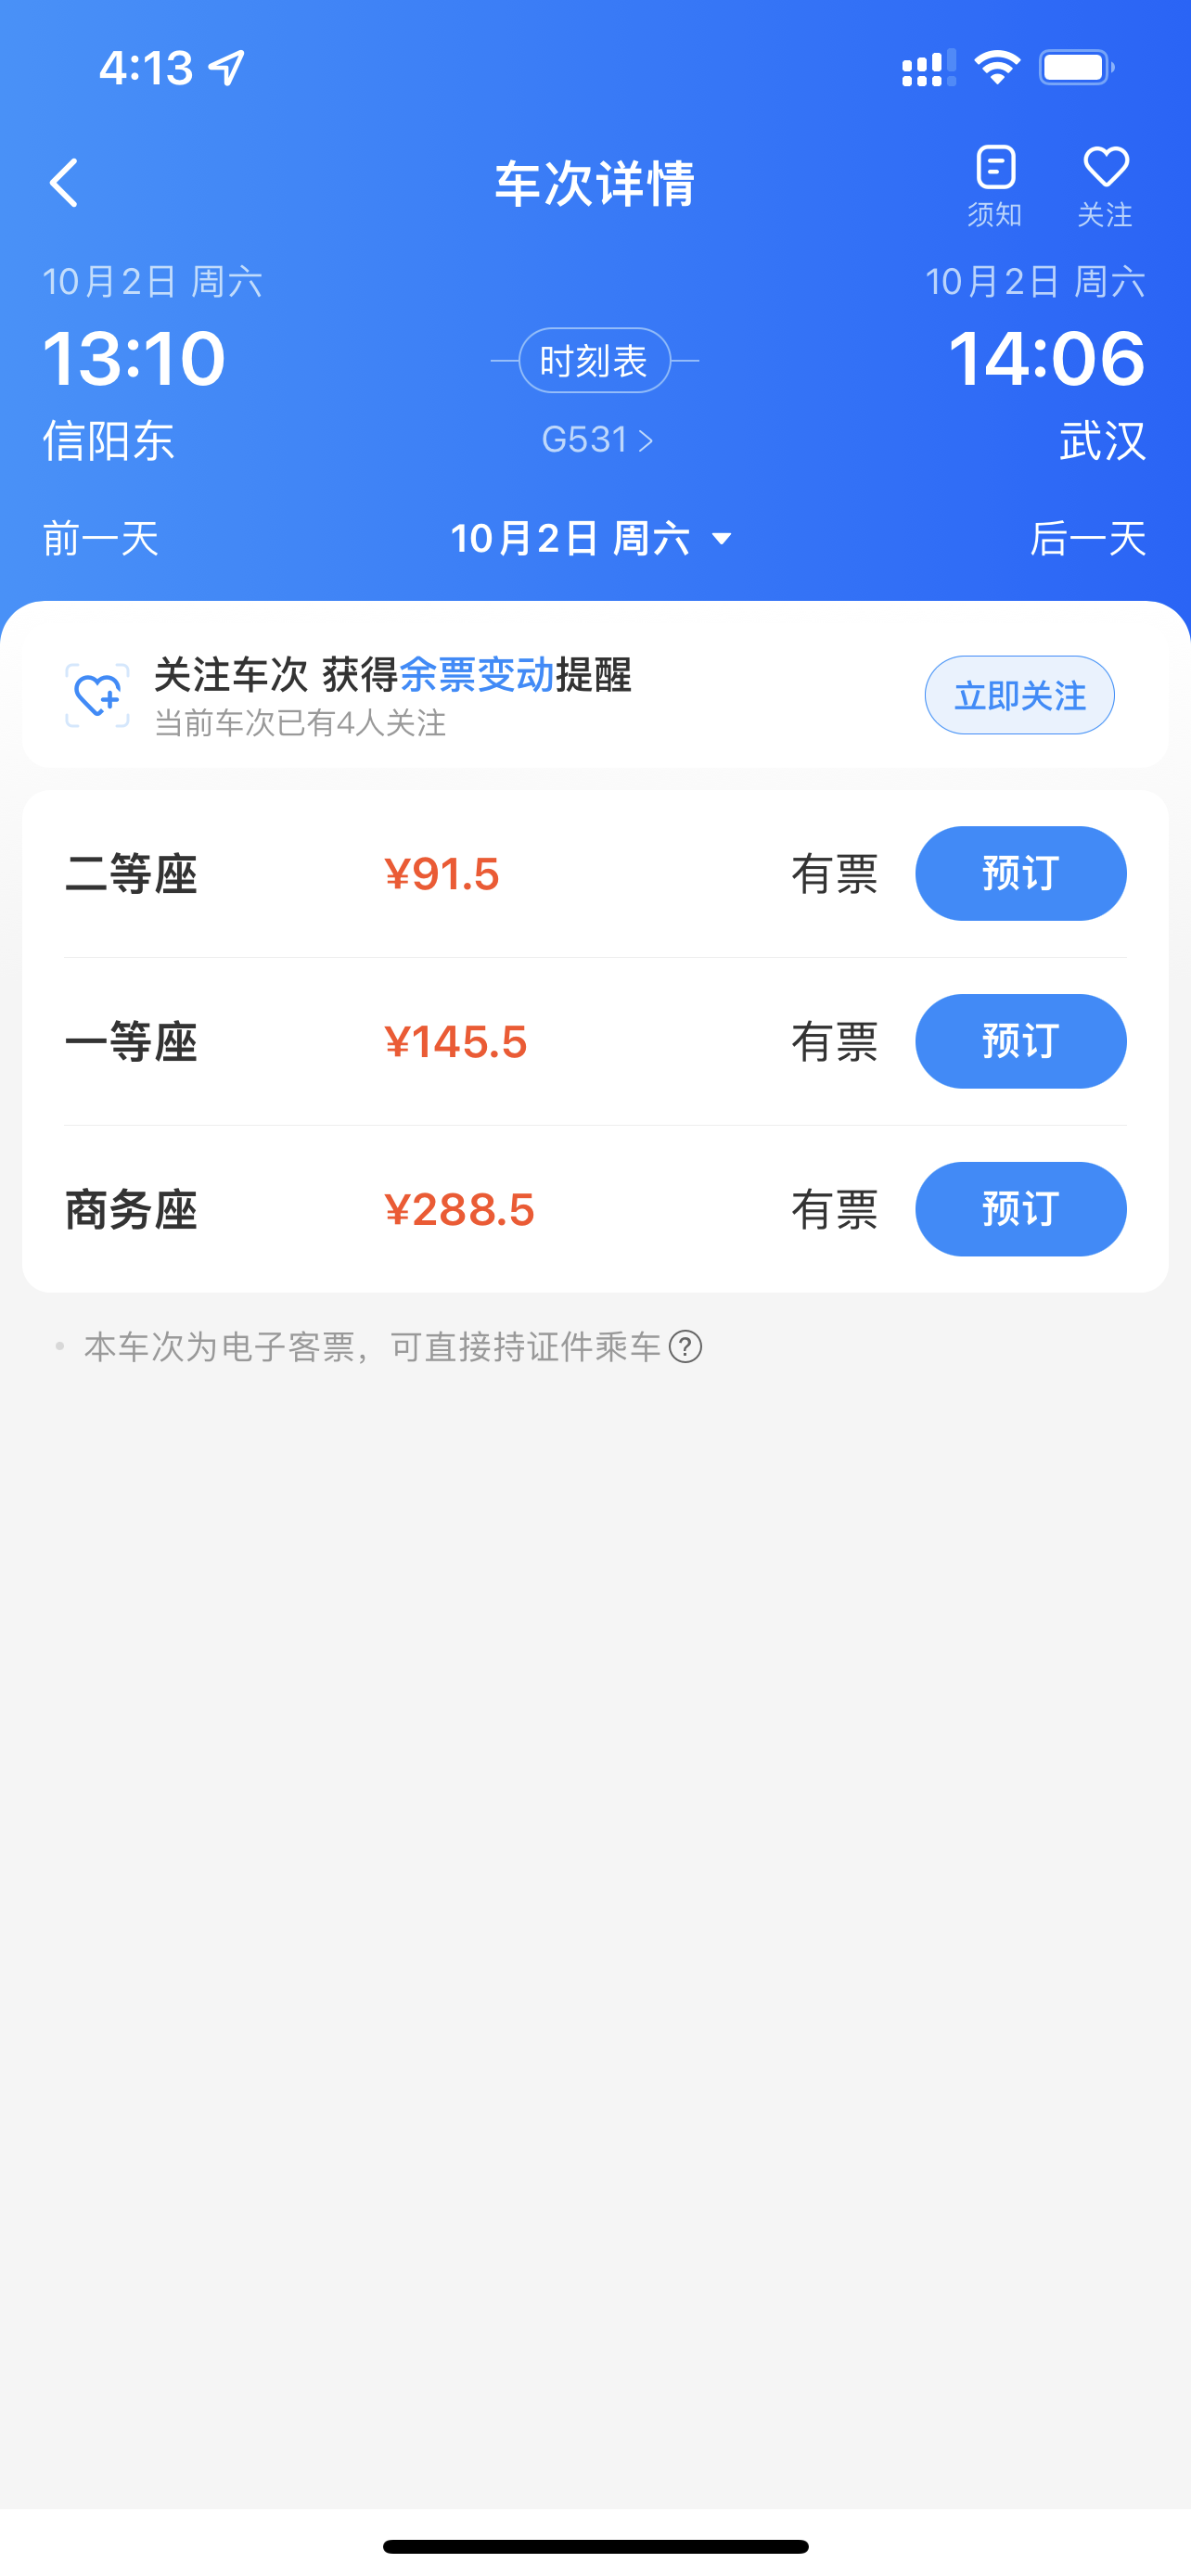 4:13
车次详情
须知
关注
10月2日 周六
10月2日 周六
13:10
时刻表
14:06
信阳东
G531
武汉
前一天
10月2日 周六
后一天
关注车次 获得余票变动提醒
当前车次已有4人关注
立即关注
二等座 ¥91.5 有票 预订
一等座 ¥145.5 有票 预订
商务座 ¥288.5 有票 预订
本车次为电子客票，可直接持证件乘车 ?